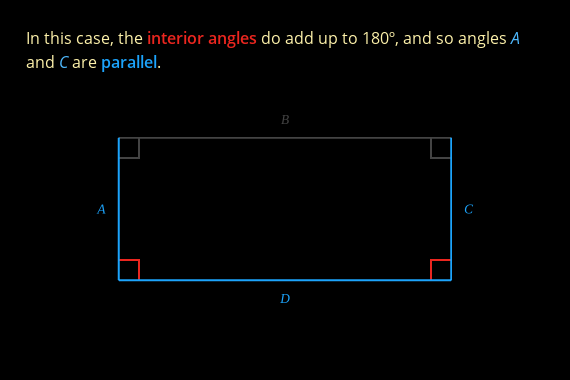 In this case, the interior angles do add up to 180º, and so angles A
and C are parallel.
B
A
C
D